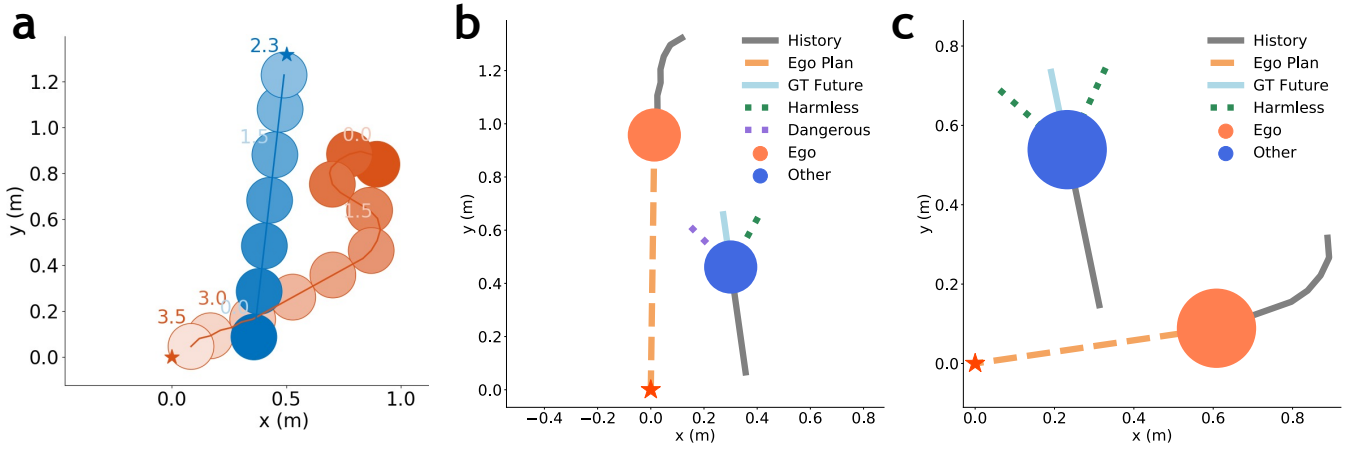 a
2.3
1.2
1.0
0.8
0.6
0.4
0.2
0.0
1.5
0.0
1.5
3.0
0.0
3.5
0.0
0.5
1.0
x (m)
y (m)
b
History
Ego Plan
GT Future
Harmless
Dangerous
Ego
Other
1.2
1.0
0.8
0.6
0.4
0.2
0.0
−0.4
−0.2
0.0
0.2
0.4
0.6
0.8
x (m)
y (m)
c
History
Ego Plan
GT Future
Harmless
Ego
Other
0.8
0.6
0.4
0.2
0.0
0.0
0.2
0.4
0.6
0.8
x (m)
y (m)